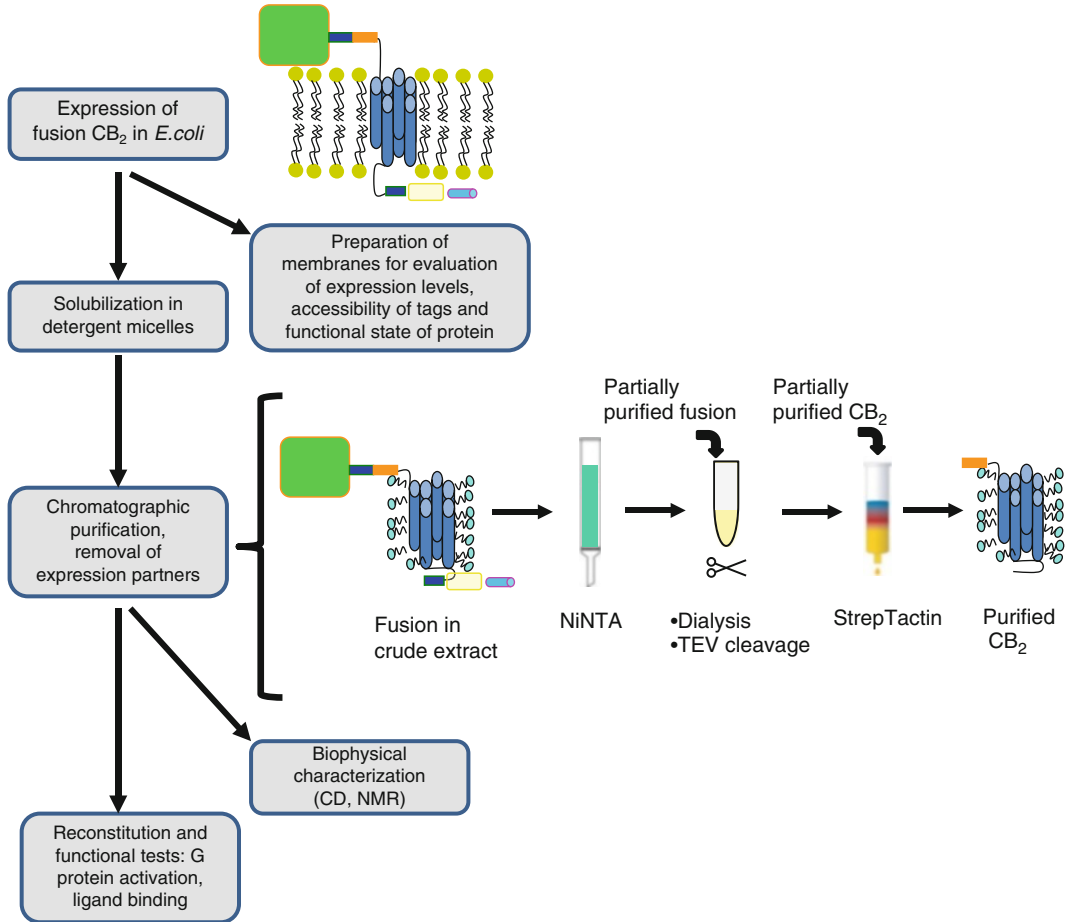 Expression of
fusion CB₂ in E.coli
Preparation of
membranes for evaluation
of expression levels,
accessibility of tags and
functional state of protein
Solubilization in
detergent micelles
Chromatographic
purification,
removal of
expression partners
Partially
purified fusion
Partially
purified CB₂
Fusion in
crude extract
NiNTA
•Dialysis
•TEV cleavage
StrepTactin
Purified
CB₂
Biophysical
characterization
(CD, NMR)
Reconstitution and
functional tests: G
protein activation,
ligand binding